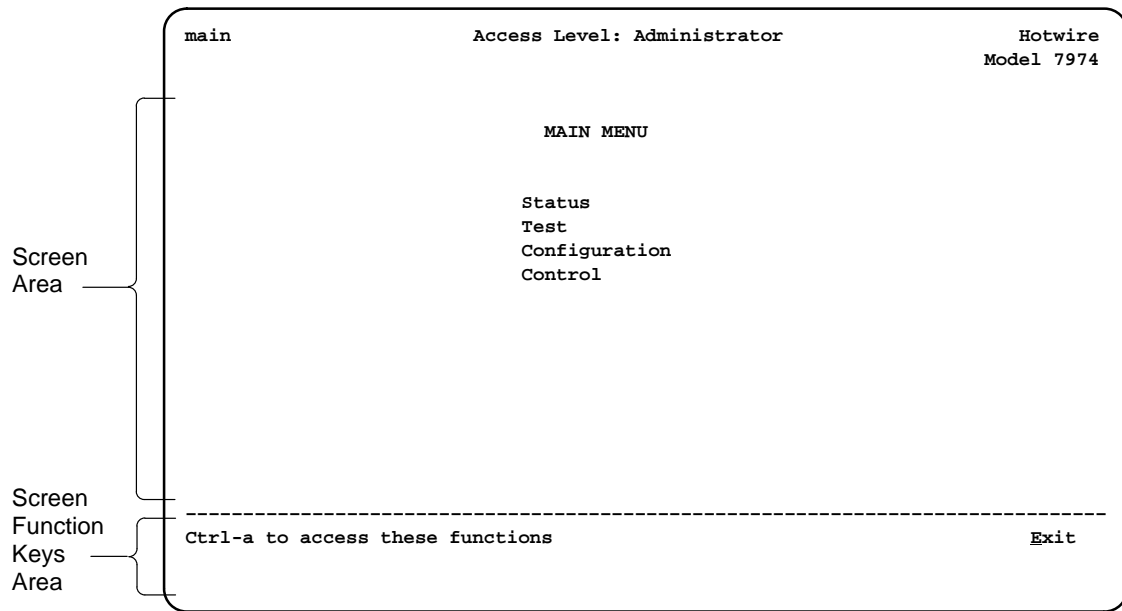 main Access Level: Administrator Hotwire
Model 7974
MAIN MENU
Status
Test
Configuration
Control
Screen
Area
Screen
Function
Keys
Area
--------------------------------------------------------------------------------
Ctrl-a to access these functions Exit